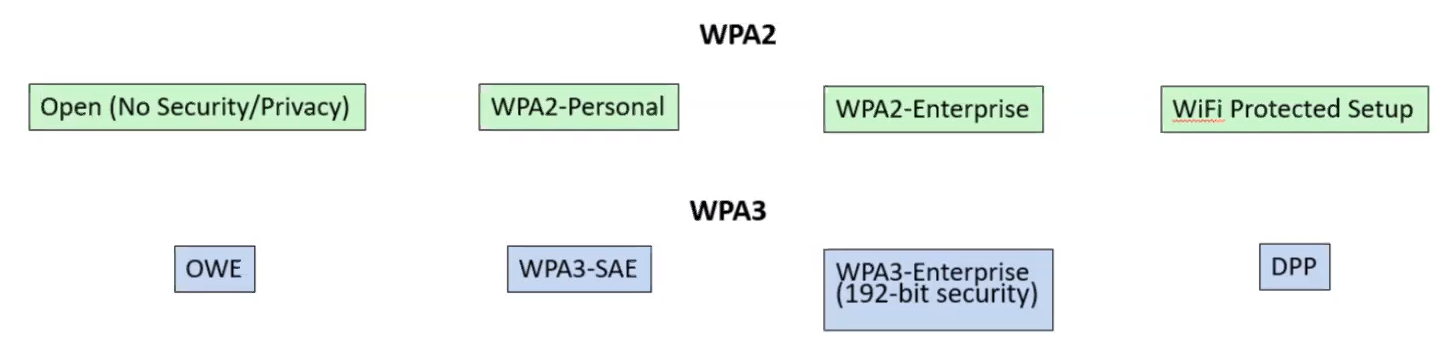 WPA2
Open (No Security/Privacy)
WPA2-Personal
WPA2-Enterprise
WiFi Protected Setup
WPA3
OWE
WPA3-SAE
WPA3-Enterprise
(192-bit security)
DPP